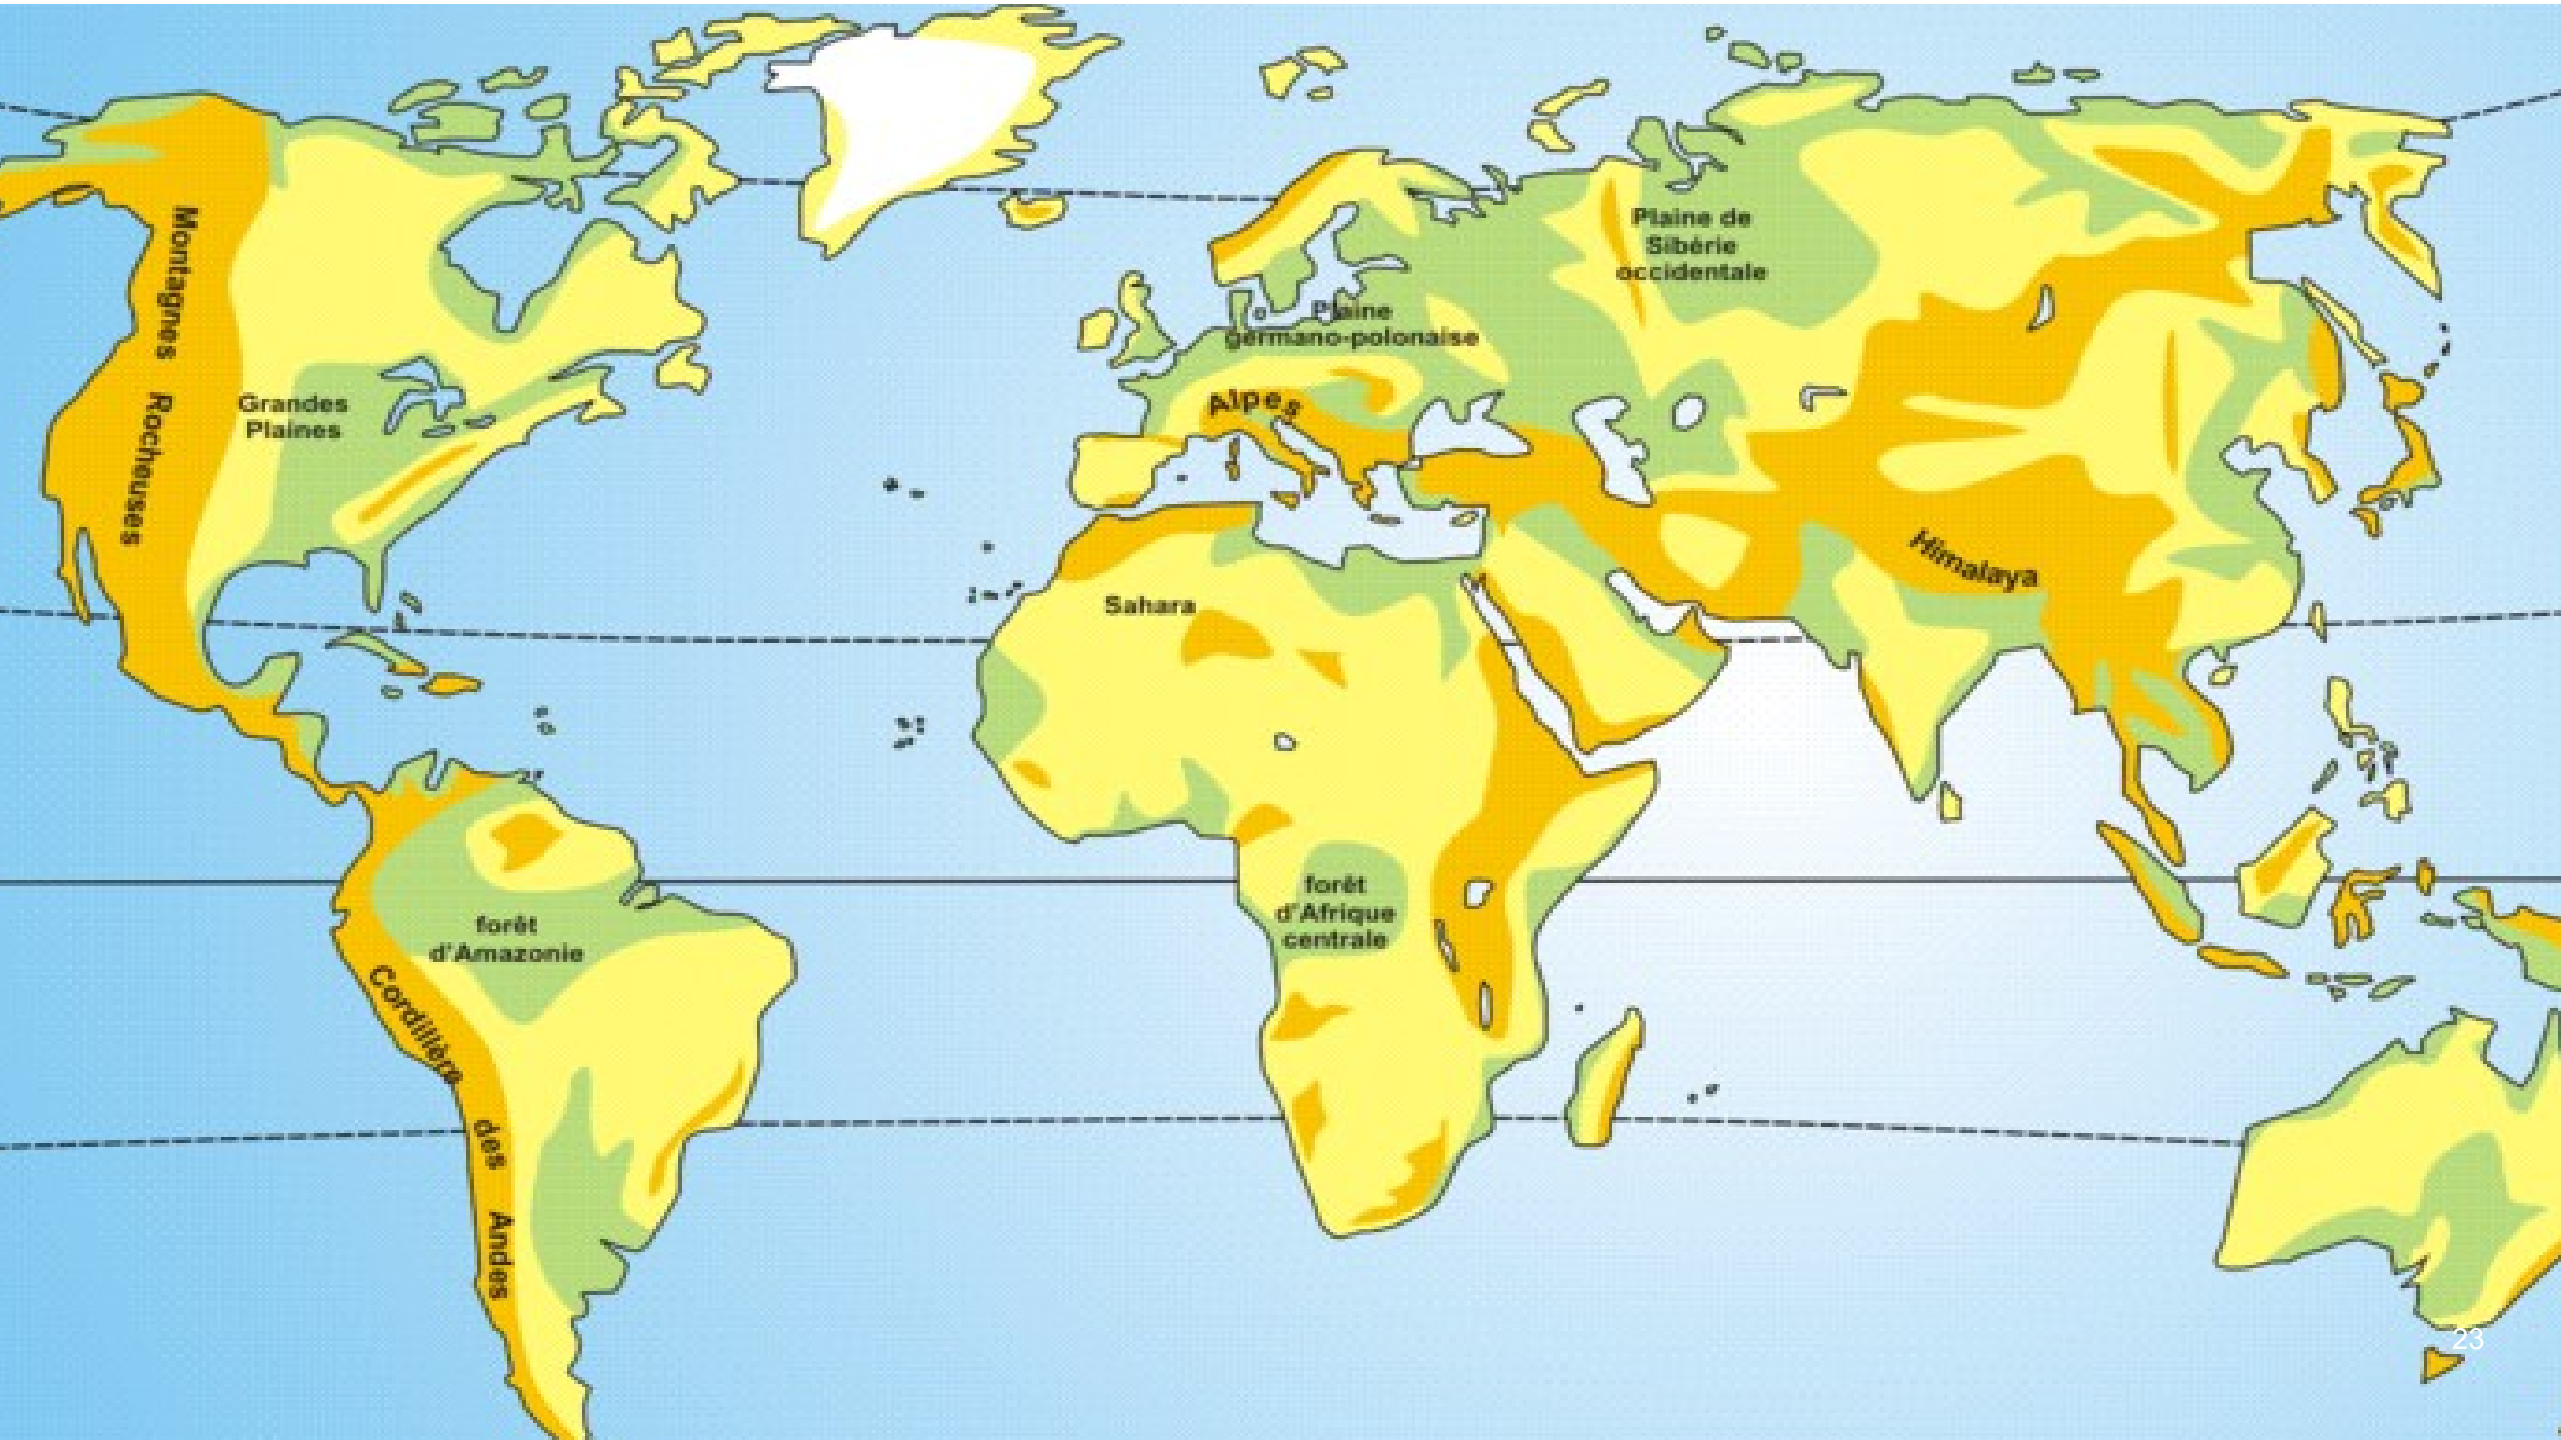 Montagnes Rocheuses
Grandes
Plaines
Plaine de
Sibérie
occidentale
Plaine
germano-polonaise
Alpes
Himalaya
Sahara
forêt
d'Amazonie
forêt
d'Afrique
centrale
Cordillère des Andes
23